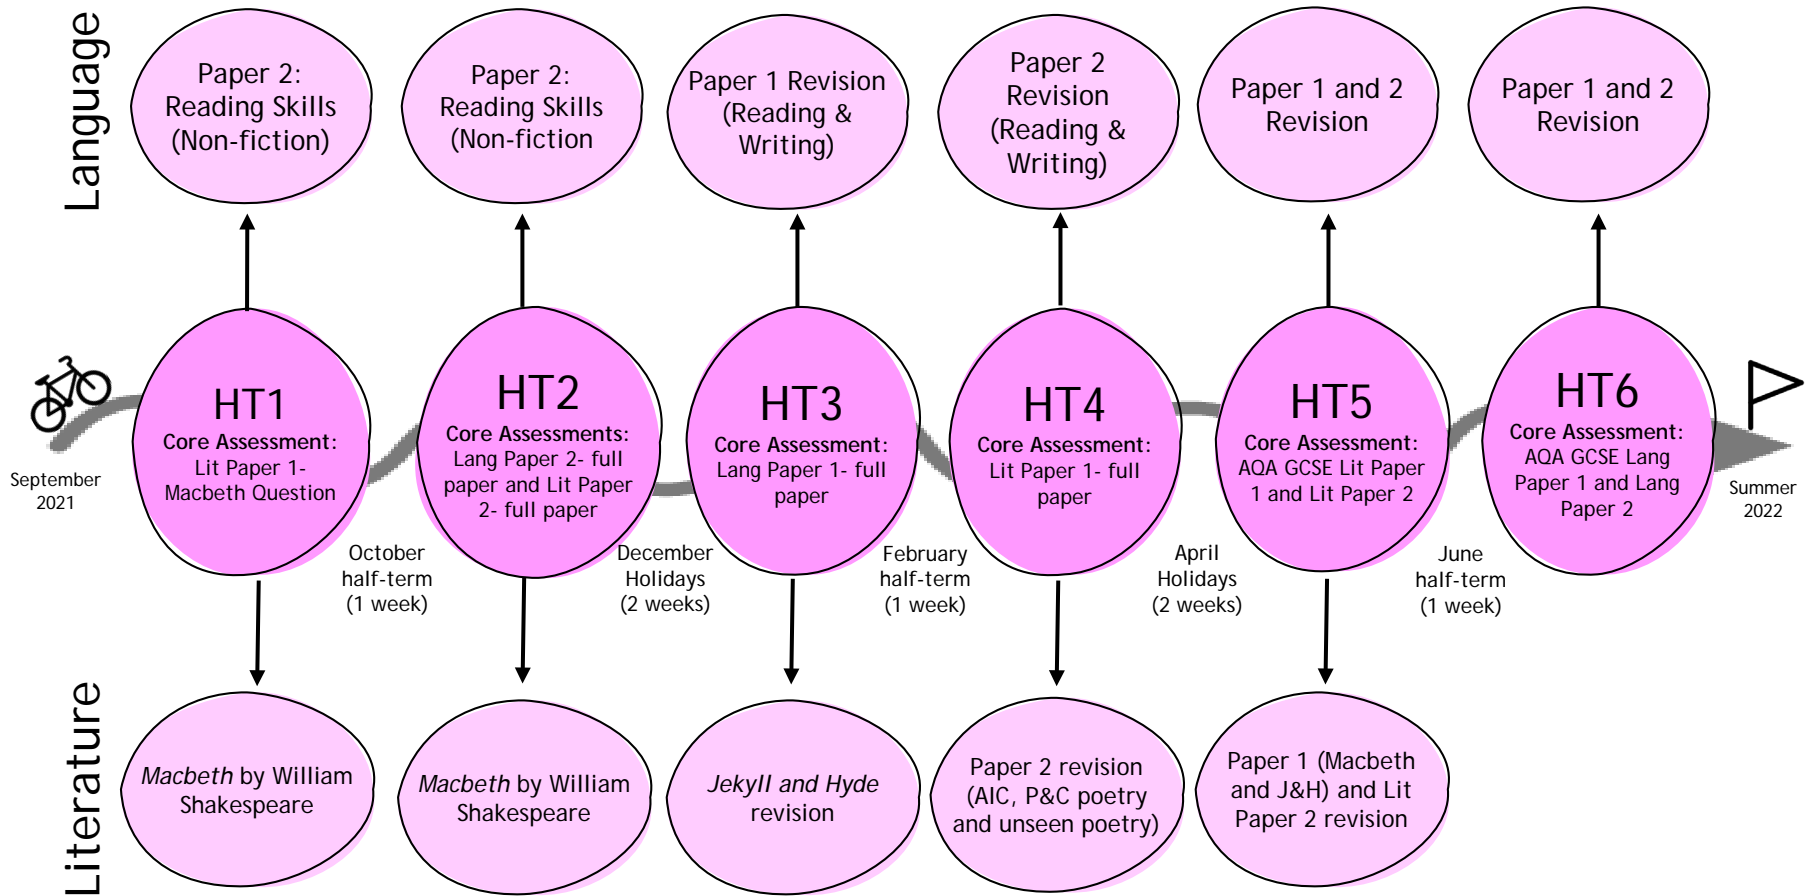 Language
Paper 2:
Reading Skills
(Non-fiction)
Paper 2:
Reading Skills
(Non-fiction
Paper 1 Revision
(Reading &
Writing)
Paper 2
Revision
(Reading &
Writing)
Paper 1 and 2
Revision
Paper 1 and 2
Revision
September
2021
HT1
Core Assessment:
Lit Paper 1-
Macbeth Question
October
half-term
(1 week)
HT2
Core Assessments:
Lang Paper 2- full
paper and Lit Paper
2- full paper
December
Holidays
(2 weeks)
HT3
Core Assessment:
Lang Paper 1- full
paper
February
half-term
(1 week)
HT4
Core Assessment:
Lit Paper 1- full
paper
April
Holidays
(2 weeks)
HT5
Core Assessment:
AQA GCSE Lit Paper
1 and Lit Paper 2
June
half-term
(1 week)
HT6
Core Assessment:
AQA GCSE Lang
Paper 1 and Lang
Paper 2
Summer
2022
Literature
Macbeth by William
Shakespeare
Macbeth by William
Shakespeare
Jekyll and Hyde
revision
Paper 2 revision
(AIC, P&C poetry
and unseen poetry)
Paper 1 (Macbeth
and J&H) and Lit
Paper 2 revision